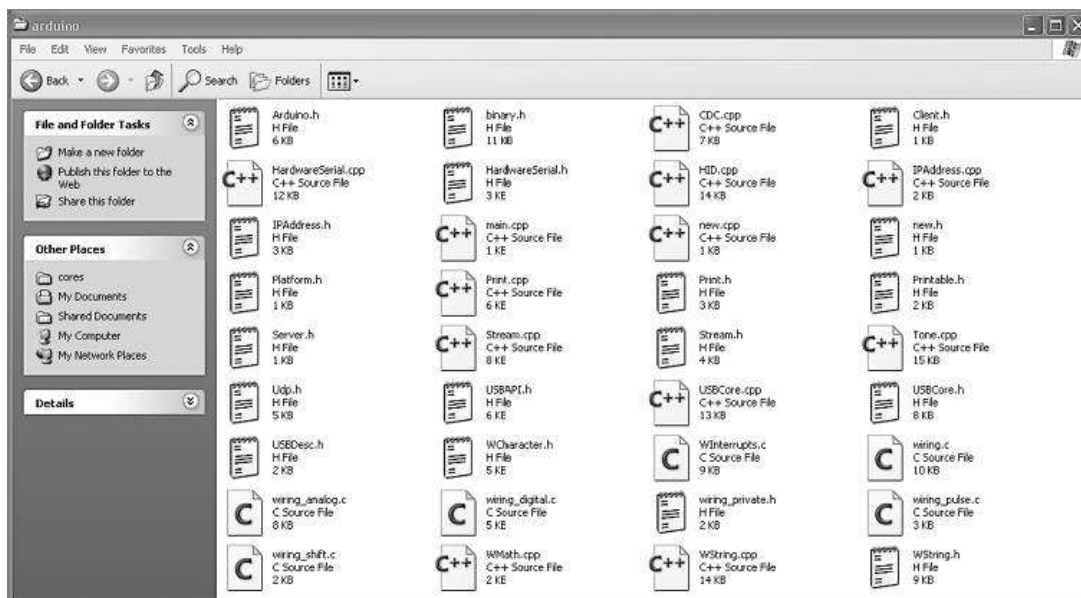 arduino
File Edit View Favorites Tools Help
Back Search Folders
File and Folder Tasks
Make a new folder
Publish this folder to the
Web
Share this folder
Other Places
cores
My Documents
Shared Documents
My Computer
My Network Places
Details
Arduino.h
H File
6 KB
binary.h
H File
11 KB
CDC.cpp
C++ Source File
7 KB
Client.h
H File
1 KB
HardwareSerial.cpp
C++ Source File
12 KB
HardwareSerial.h
H File
3 KB
HID.cpp
C++ Source File
14 KB
IPAddress.cpp
C++ Source File
2 KB
IPAddress.h
H File
3 KB
main.cpp
C++ Source File
1 KB
new.cpp
C++ Source File
1 KB
new.h
H File
1 KB
Platform.h
H File
1 KB
Print.cpp
C++ Source File
6 KB
Print.h
H File
3 KB
Printable.h
H File
2 KB
Server.h
H File
1 KB
Stream.cpp
C++ Source File
8 KB
Stream.h
H File
4 KB
Tone.cpp
C++ Source File
15 KB
Udp.h
H File
5 KB
USBAPI.h
H File
6 KB
USBCore.cpp
C++ Source File
13 KB
USBCore.h
H File
8 KB
USBDesc.h
H File
2 KB
WCharacter.h
H File
5 KB
WInterrupts.c
C Source File
9 KB
wiring.c
C Source File
10 KB
wiring_analog.c
C Source File
8 KB
wiring_digital.c
C Source File
5 KB
wiring_private.h
H File
2 KB
wiring_pulse.c
C Source File
3 KB
wiring_shift.c
C Source File
2 KB
WMath.cpp
C++ Source File
2 KB
WString.cpp
C++ Source File
14 KB
WString.h
H File
9 KB